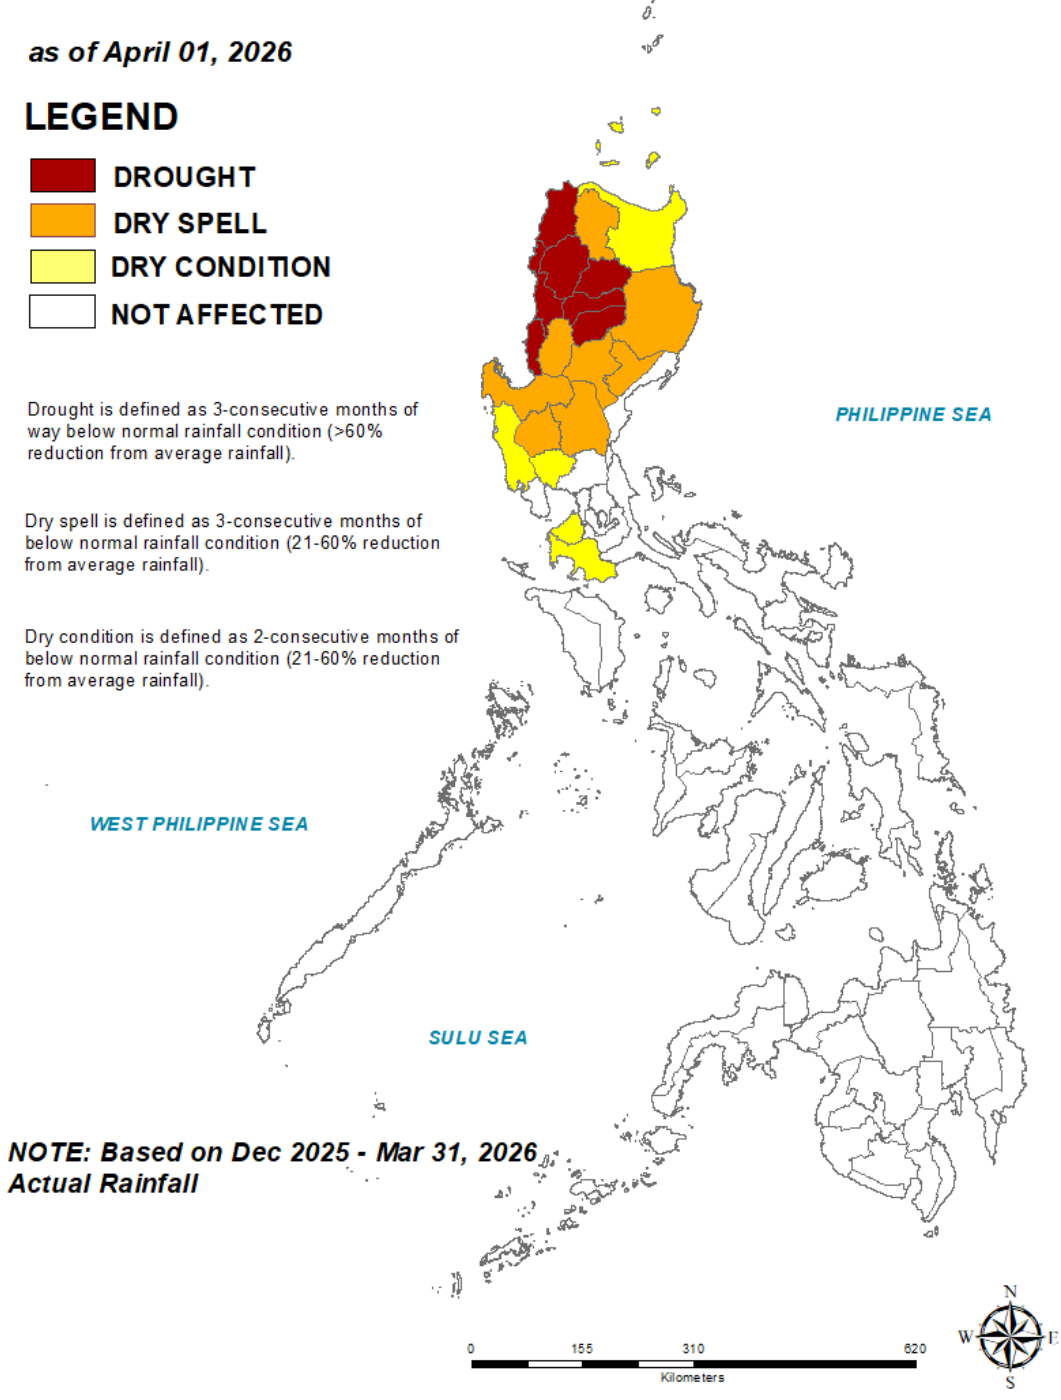 as of April 01, 2026
LEGEND
DROUGHT
DRY SPELL
DRY CONDITION
NOT AFFECTED
Drought is defined as 3-consecutive months of
way below normal rainfall condition (>60%
reduction from average rainfall).
PHILIPPINE SEA
Dry spell is defined as 3-consecutive months of
below normal rainfall condition (21-60% reduction
from average rainfall).
Dry condition is defined as 2-consecutive months of
below normal rainfall condition (21-60% reduction
from average rainfall).
WEST PHILIPPINE SEA
SULU SEA
NOTE: Based on Dec 2025 - Mar 31, 2026
Actual Rainfall
N
W E
S
0 155 310 620
Kilometers